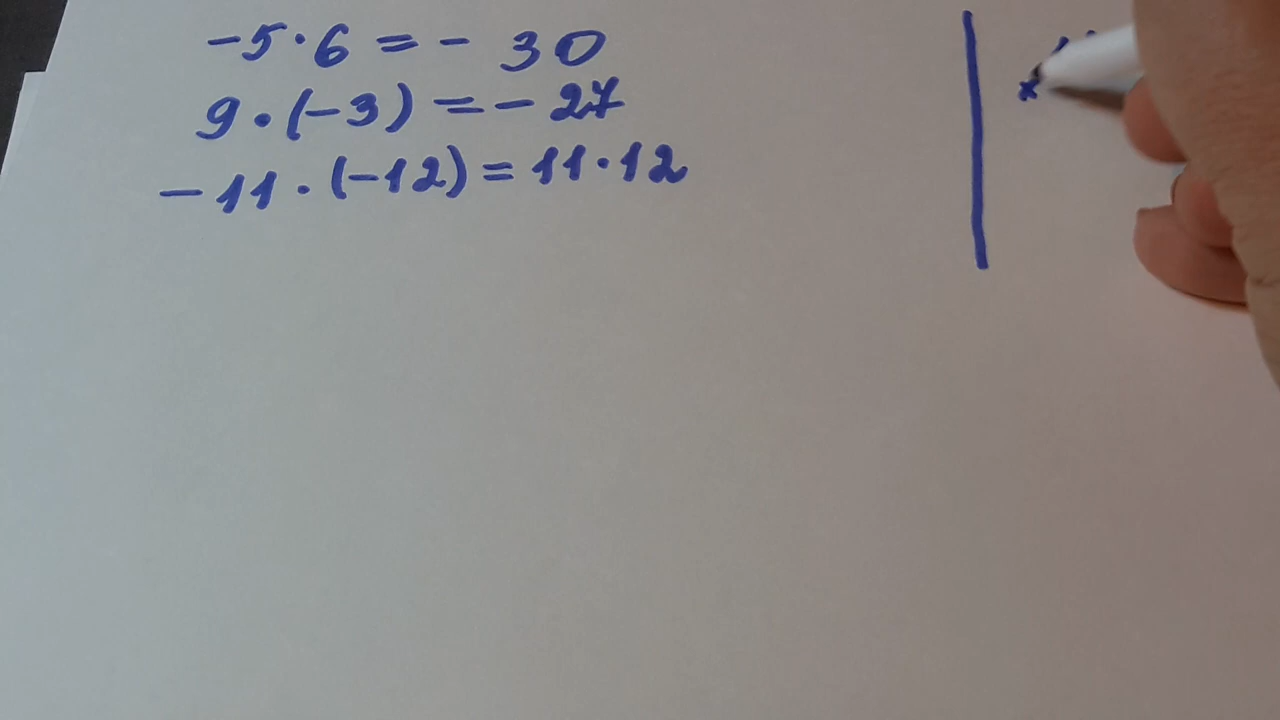 -5·6 = - 30
9·(-3) = - 27
-11·(-12) = 11·12
×